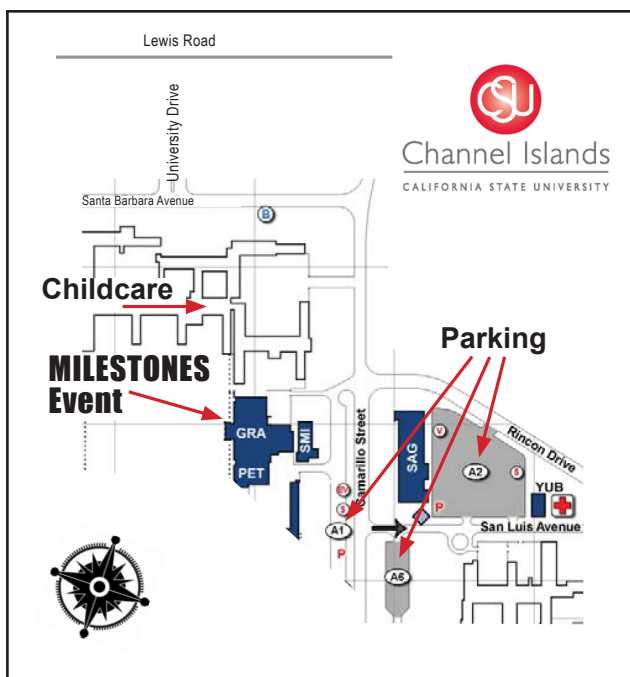 Lewis Road
University Drive
CSU
Channel Islands
CALIFORNIA STATE UNIVERSITY
Santa Barbara Avenue
B
Childcare
Parking
MILESTONES
Event
GRA
SMI
PET
Camarillo Street
SAG
V
A2
S
Rincon Drive
YUB
EV
S
P
San Luis Avenue
A1
P
A6